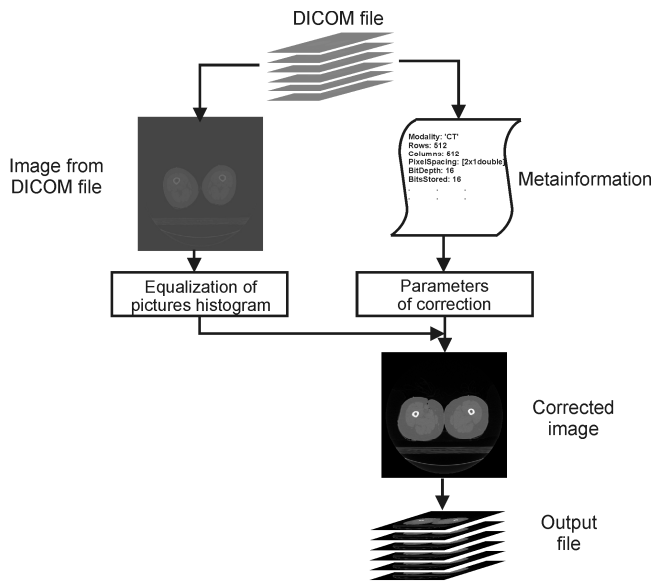 DICOM file
Image from
DICOM file
Modality: 'CT'
Rows: 512
Columns: 512
PixelSpacing: [2x1double]
BitDepth: 16
BitsStored: 16
Metainformation
Equalization of
pictures histogram
Parameters
of correction
Corrected
image
Output
file